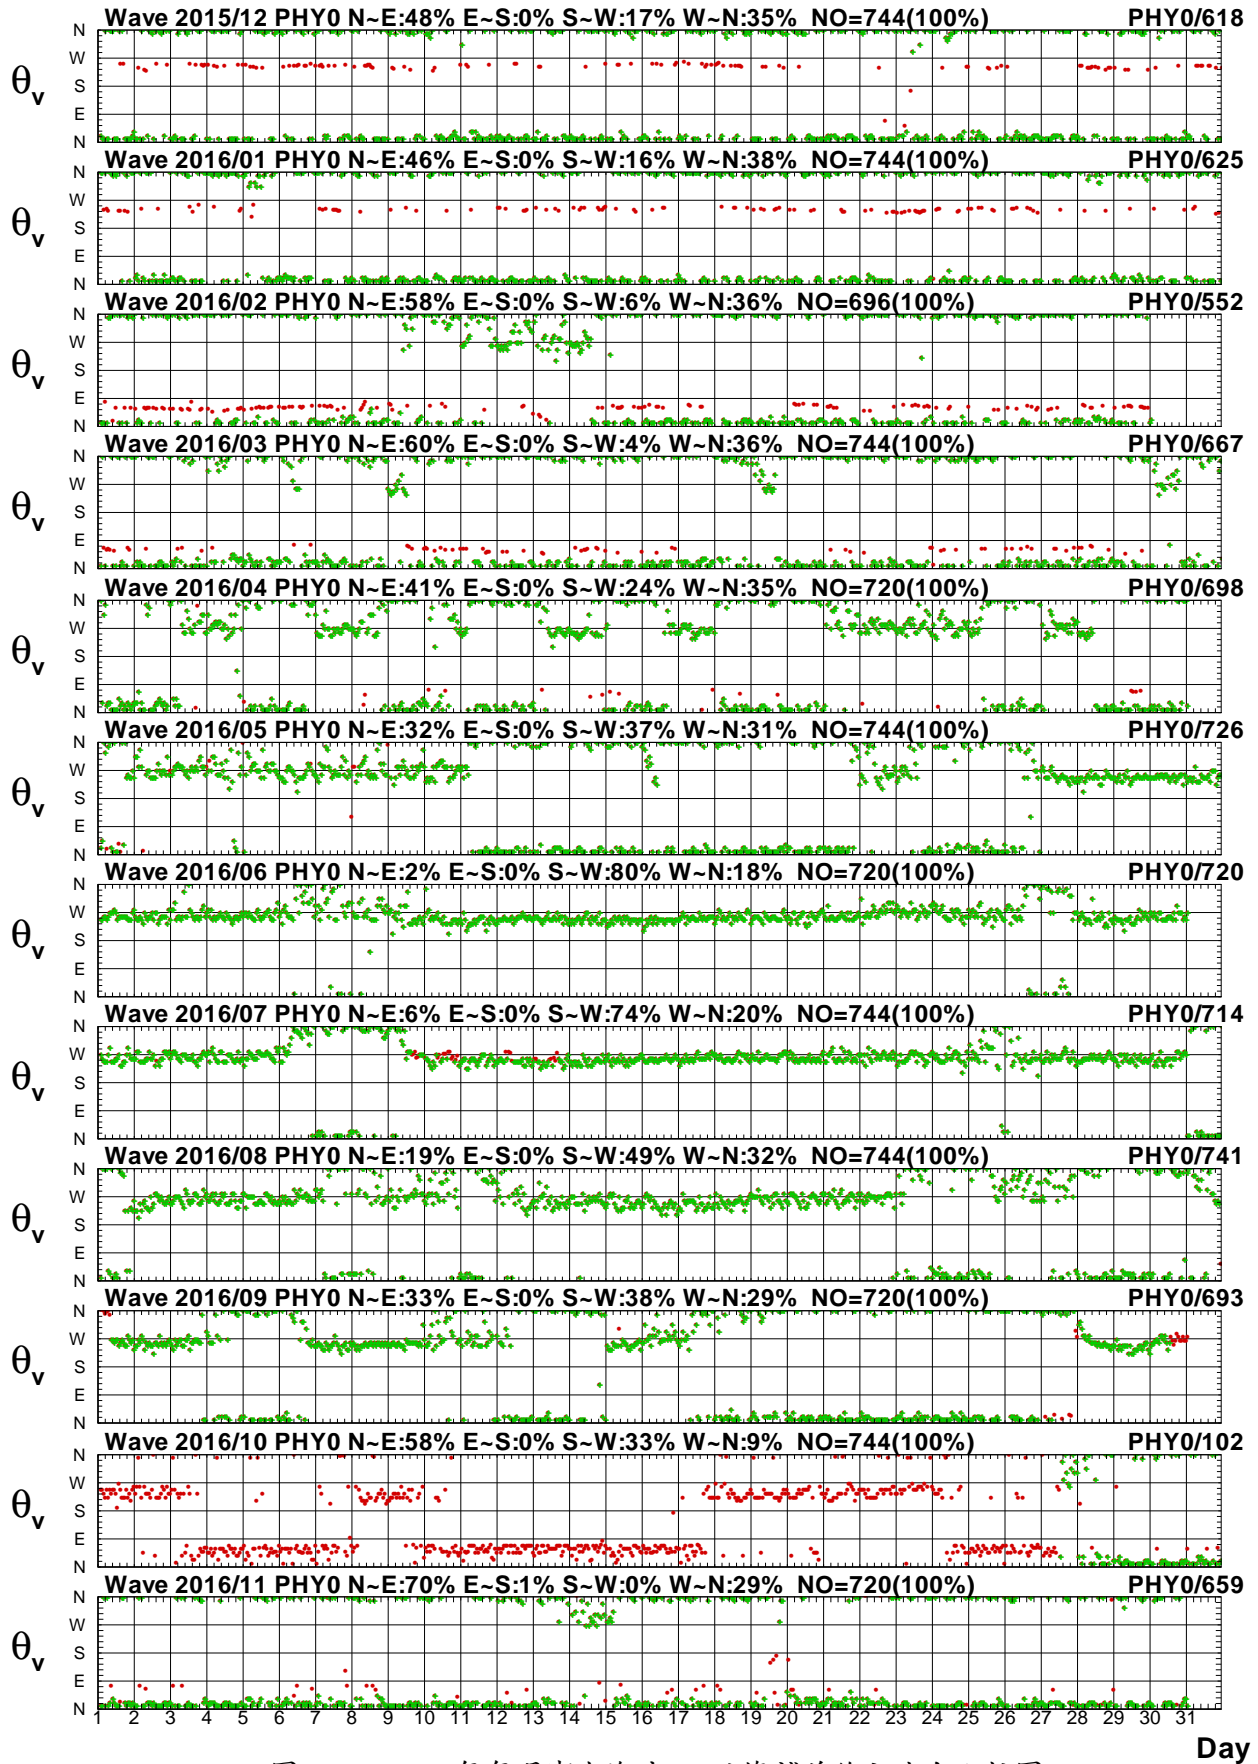 Wave 2015/12 PHY0 N~E:48% E~S:0% S~W:17% W~N:35% NO=744(100%) PHY0/618
N
W
S
E
N
θv
Wave 2016/01 PHY0 N~E:46% E~S:0% S~W:16% W~N:38% NO=744(100%) PHY0/625
N
W
S
E
N
θv
Wave 2016/02 PHY0 N~E:58% E~S:0% S~W:6% W~N:36% NO=696(100%) PHY0/552
N
W
S
E
N
θv
Wave 2016/03 PHY0 N~E:60% E~S:0% S~W:4% W~N:36% NO=744(100%) PHY0/667
N
W
S
E
N
θv
Wave 2016/04 PHY0 N~E:41% E~S:0% S~W:24% W~N:35% NO=720(100%) PHY0/698
N
W
S
E
N
θv
Wave 2016/05 PHY0 N~E:32% E~S:0% S~W:37% W~N:31% NO=744(100%) PHY0/726
N
W
S
E
N
θv
Wave 2016/06 PHY0 N~E:2% E~S:0% S~W:80% W~N:18% NO=720(100%) PHY0/720
N
W
S
E
N
θv
Wave 2016/07 PHY0 N~E:6% E~S:0% S~W:74% W~N:20% NO=744(100%) PHY0/714
N
W
S
E
N
θv
Wave 2016/08 PHY0 N~E:19% E~S:0% S~W:49% W~N:32% NO=744(100%) PHY0/741
N
W
S
E
N
θv
Wave 2016/09 PHY0 N~E:33% E~S:0% S~W:38% W~N:29% NO=720(100%) PHY0/693
N
W
S
E
N
θv
Wave 2016/10 PHY0 N~E:58% E~S:0% S~W:33% W~N:9% NO=744(100%) PHY0/102
N
W
S
E
N
θv
Wave 2016/11 PHY0 N~E:70% E~S:1% S~W:0% W~N:29% NO=720(100%) PHY0/659
N
W
S
E
N
θv
1 2 3 4 5 6 7 8 9 10 11 12 13 14 15 16 17 18 19 20 21 22 23 24 25 26 27 28 29 30 31
Day